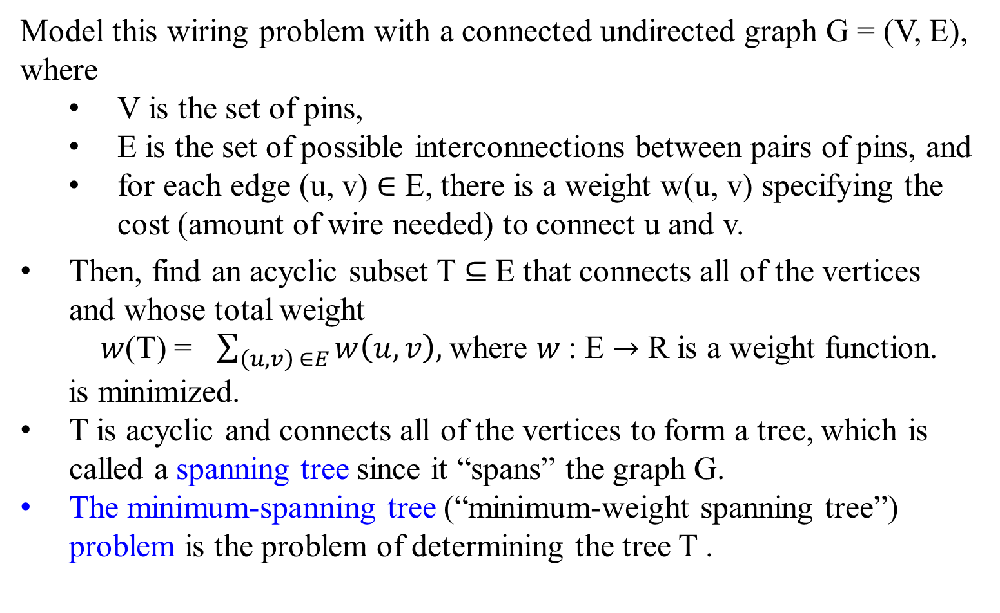 Model this wiring problem with a connected undirected graph G = (V, E),
where
• V is the set of pins,
• E is the set of possible interconnections between pairs of pins, and
• for each edge (u, v) ∈ E, there is a weight w(u, v) specifying the
cost (amount of wire needed) to connect u and v.
• Then, find an acyclic subset T ⊆ E that connects all of the vertices
and whose total weight
w(T) = ∑(u,v) ∈E w(u, v), where w : E → R is a weight function.
is minimized.
• T is acyclic and connects all of the vertices to form a tree, which is
called a spanning tree since it “spans” the graph G.
• The minimum-spanning tree (“minimum-weight spanning tree”)
problem is the problem of determining the tree T .